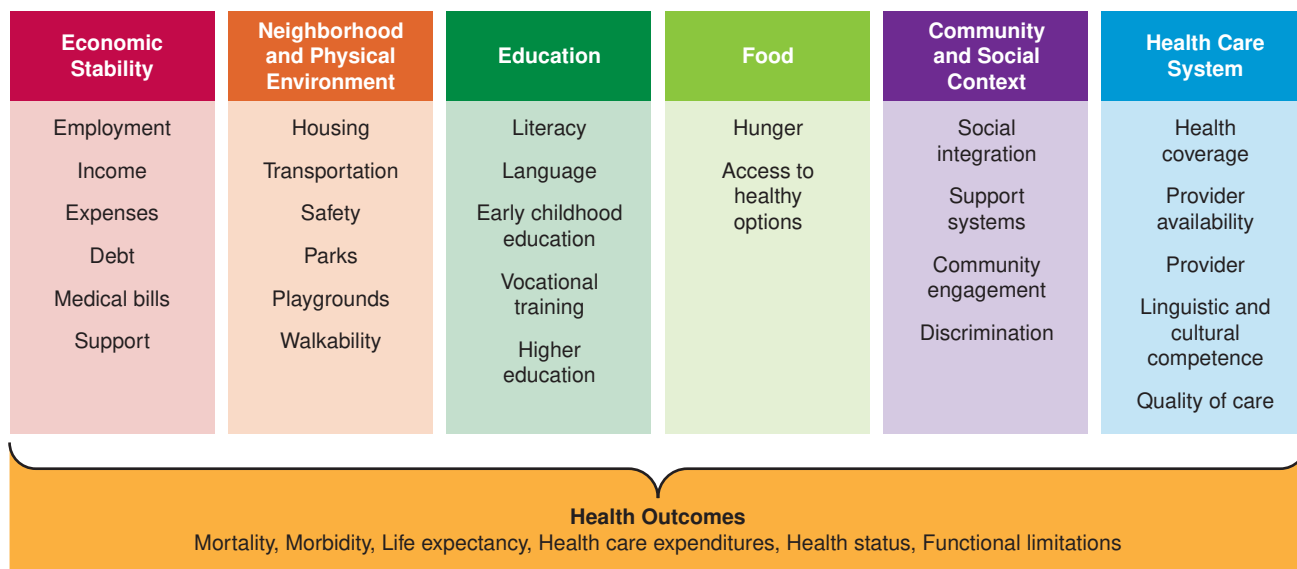 Economic
Stability
Employment
Income
Expenses
Debt
Medical bills
Support
Neighborhood
and Physical
Environment
Housing
Transportation
Safety
Parks
Playgrounds
Walkability
Education
Literacy
Language
Early childhood
education
Vocational
training
Higher
education
Food
Hunger
Access to
healthy
options
Community
and Social
Context
Social
integration
Support
systems
Community
engagement
Discrimination
Health Care
System
Health
coverage
Provider
availability
Provider
Linguistic and
cultural
competence
Quality of care
Health Outcomes
Mortality, Morbidity, Life expectancy, Health care expenditures, Health status, Functional limitations